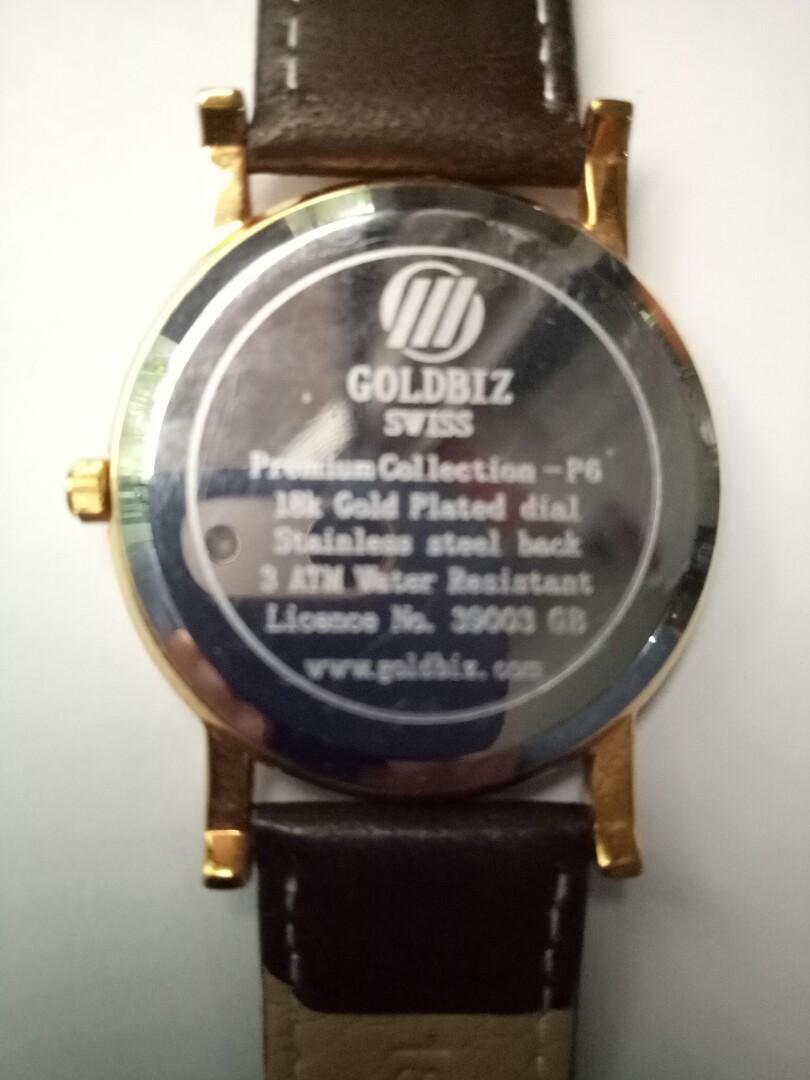 GOLDBIZ
SWISS
Premium Collection - P6
18k Gold Plated dial
Stainless steel back
3 ATM Water Resistant
Licence No. 39003 GB
www.goldbiz.com